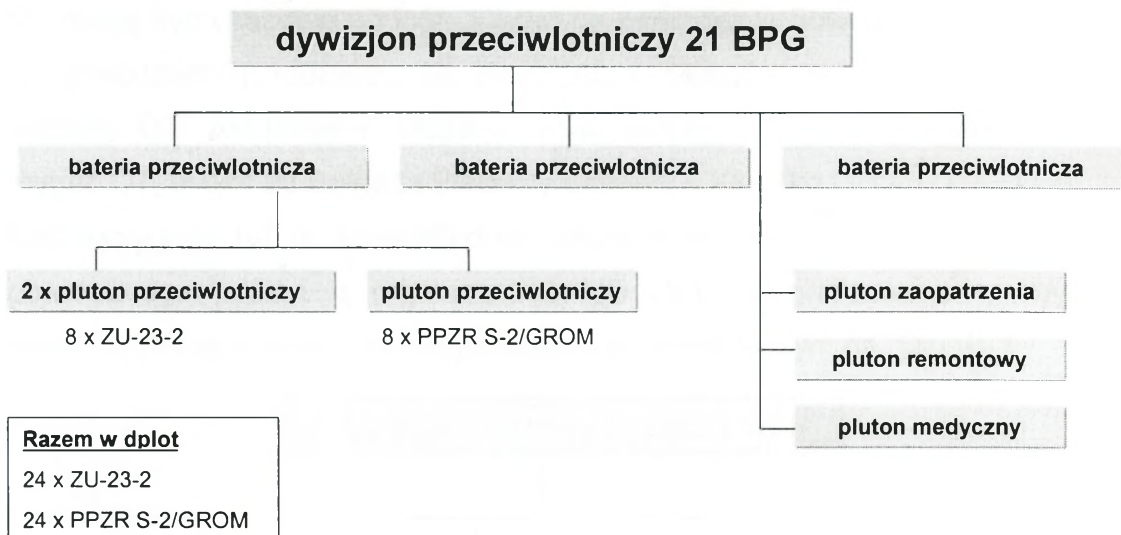 dywizjon przeciwlotniczy 21 BPG
bateria przeciwlotnicza
bateria przeciwlotnicza
bateria przeciwlotnicza
2 x pluton przeciwlotniczy
8 x ZU-23-2
pluton przeciwlotniczy
8 x PPZR S-2/GROM
pluton zaopatrzenia
pluton remontowy
pluton medyczny
Razem w dplot
24 x ZU-23-2
24 x PPZR S-2/GROM